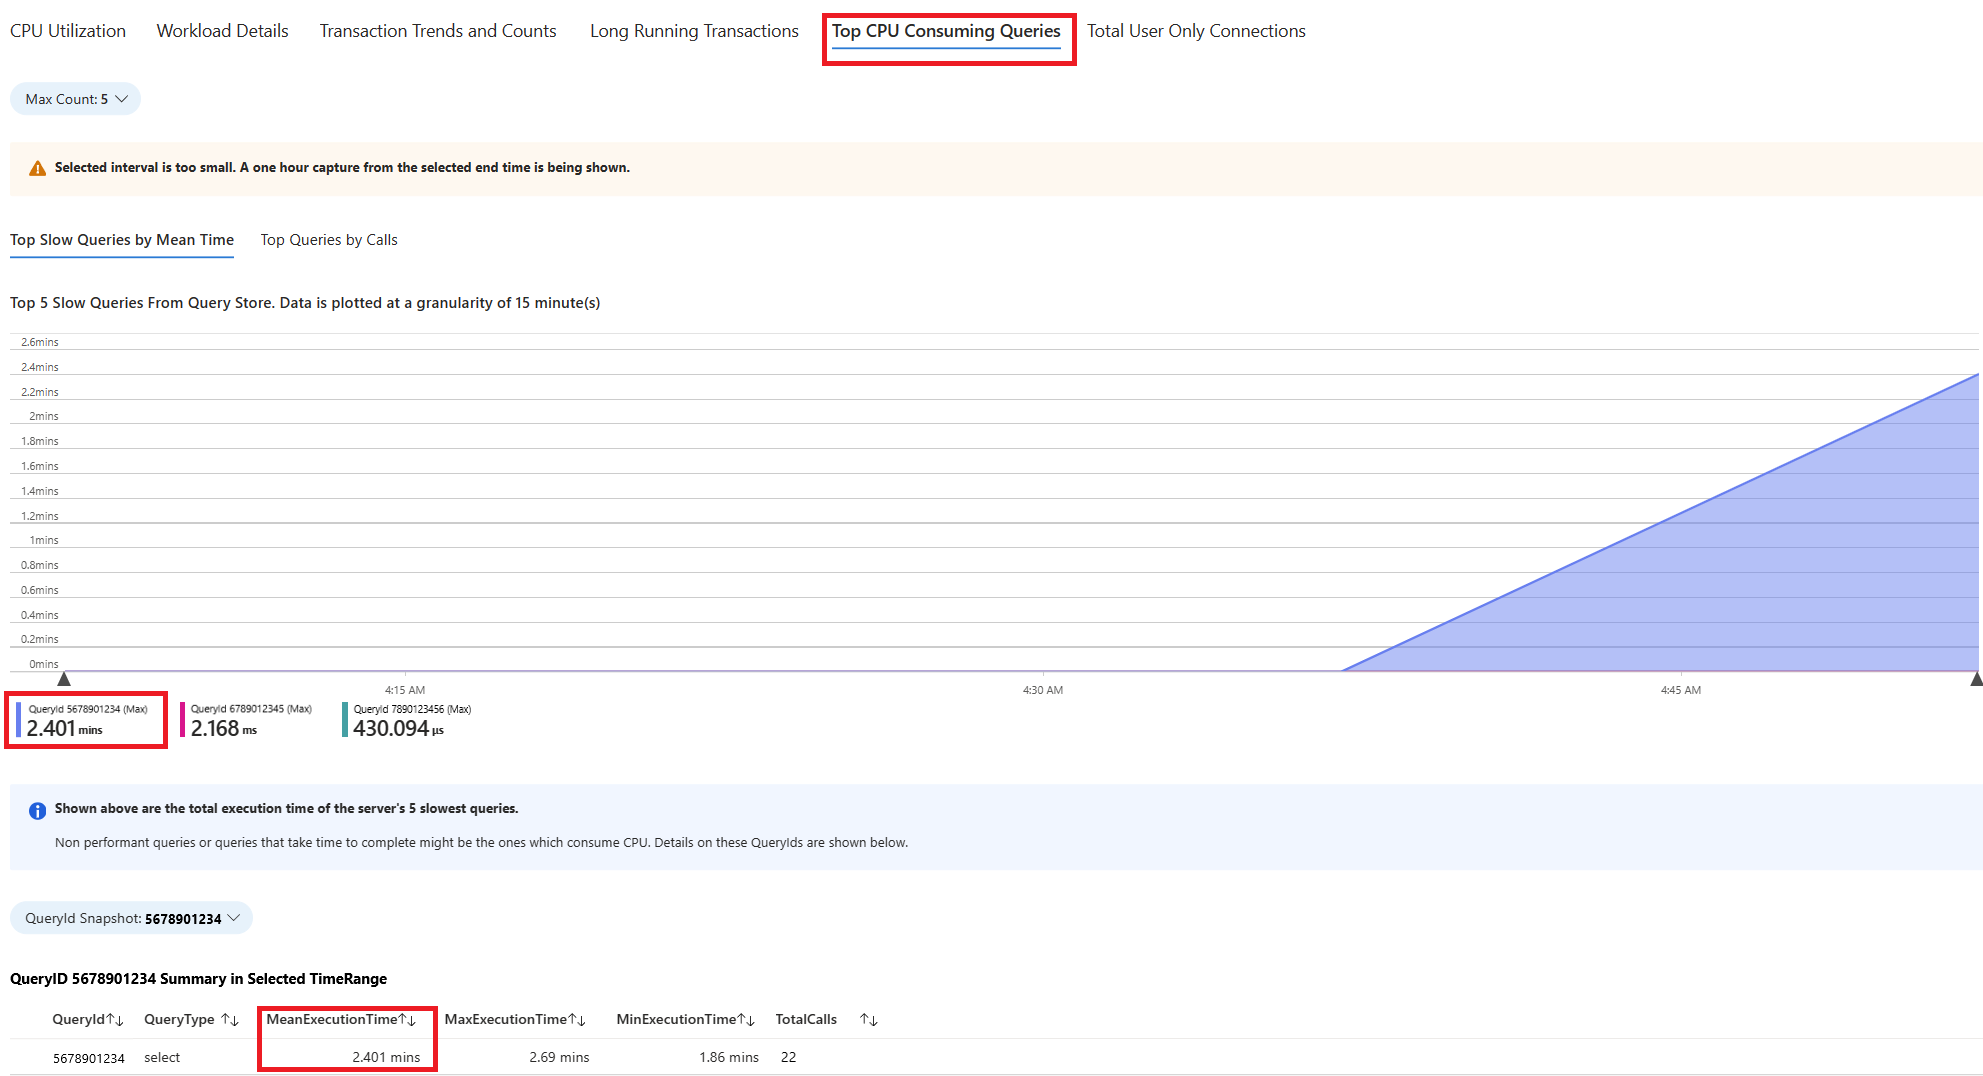 CPU Utilization Workload Details Transaction Trends and Counts Long Running Transactions Top CPU Consuming Queries Total User Only Connections
Max Count: 5
Selected interval is too small. A one hour capture from the selected end time is being shown.
Top Slow Queries by Mean Time Top Queries by Calls
Top 5 Slow Queries From Query Store. Data is plotted at a granularity of 15 minute(s)
2.6mins
2.4mins
2.2mins
2mins
1.8mins
1.6mins
1.4mins
1.2mins
1mins
0.8mins
0.6mins
0.4mins
0.2mins
0mins
4:15 AM 4:30 AM 4:45 AM
QueryId 5678901234 (Max) QueryId 6789012345 (Max) QueryId 7890123456 (Max)
2.401 mins 2.168 ms 430.094 µs
Shown above are the total execution time of the server's 5 slowest queries.
Non performant queries or queries that take time to complete might be the ones which consume CPU. Details on these QueryIds are shown below.
QueryId Snapshot: 5678901234
QueryID 5678901234 Summary in Selected TimeRange
QueryId↑↓ QueryType ↑↓ MeanExecutionTime↑↓ MaxExecutionTime↑↓ MinExecutionTime↑↓ TotalCalls ↑↓
5678901234 select 2.401 mins 2.69 mins 1.86 mins 22